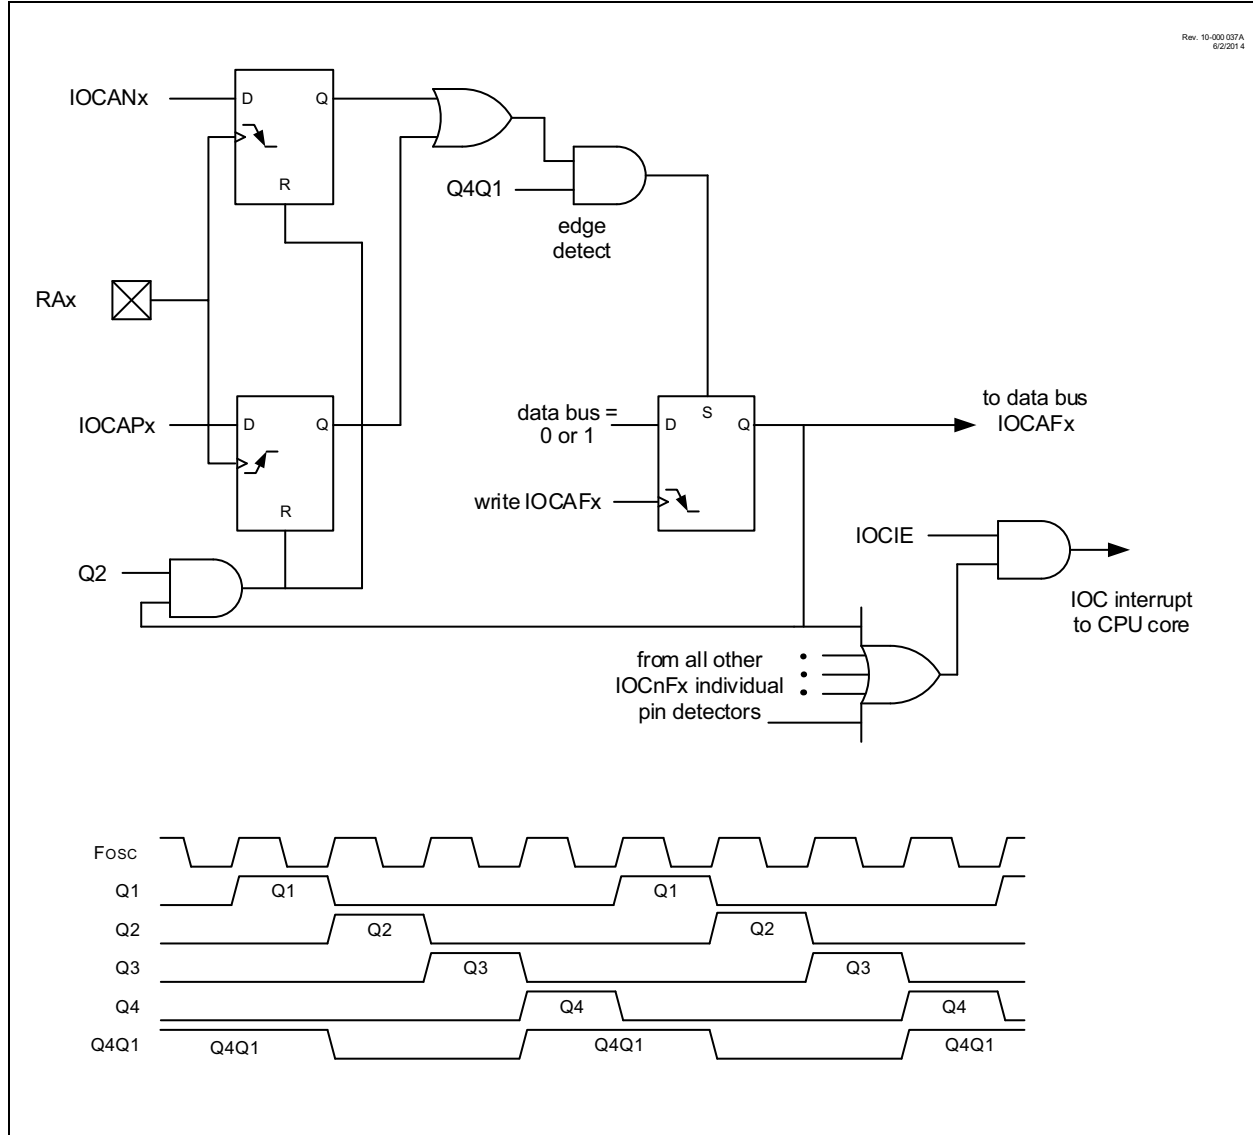 Rev. 10-000037A
6/2/2014
IOCANx
D
Q
R
Q4Q1
edge
detect
RAx
IOCAPx
D
Q
R
data bus =
0 or 1
D
S
Q
to data bus
IOCAFx
write IOCAFx
IOCIE
Q2
IOC interrupt
to CPU core
from all other
IOCnFx individual
pin detectors
FOSC
Q1
Q1
Q1
Q2
Q2
Q2
Q3
Q3
Q3
Q4
Q4
Q4
Q4Q1
Q4Q1
Q4Q1
Q4Q1